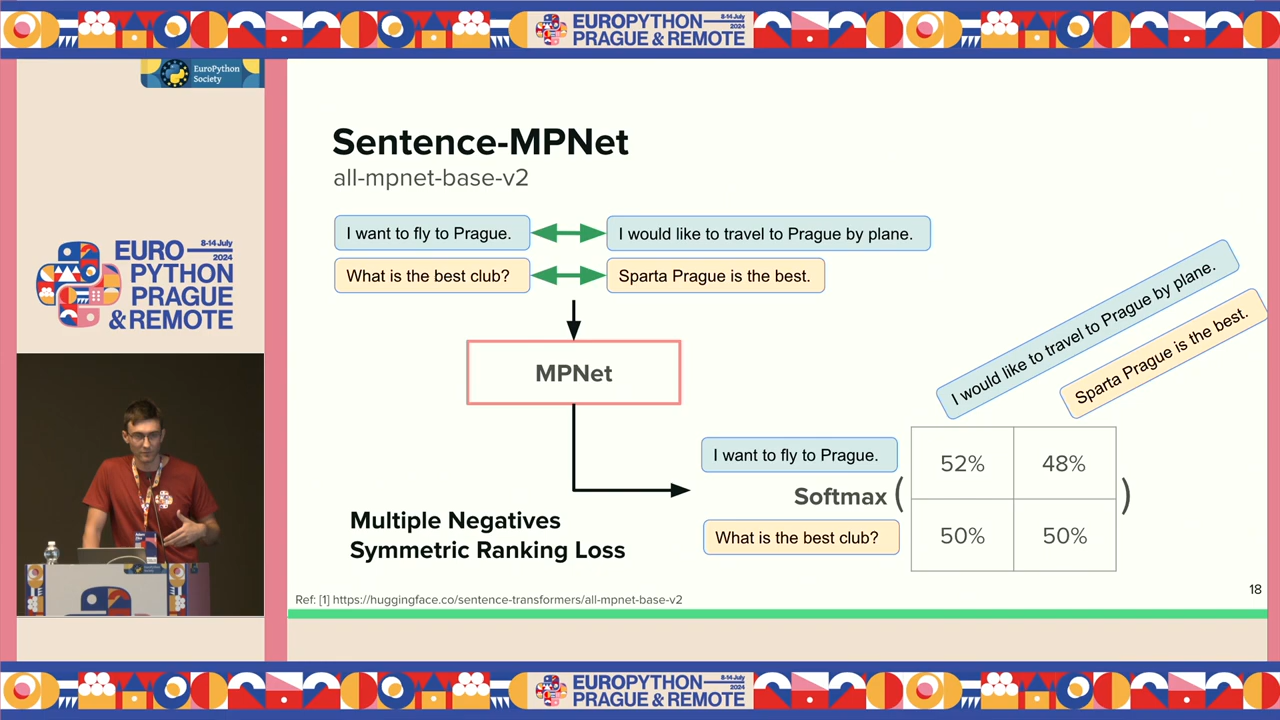 EUROPYTHON 8-14 July
PRAGUE & REMOTE 2024
EuroPython
Society
Sentence-MPNet
all-mpnet-base-v2
I want to fly to Prague.
I would like to travel to Prague by plane.
What is the best club?
Sparta Prague is the best.
MPNet
I would like to travel to Prague by plane.
Sparta Prague is the best.
I want to fly to Prague.
52%
48%
Softmax ( )
What is the best club?
50%
50%
Multiple Negatives
Symmetric Ranking Loss
Ref: [1] https://huggingface.co/sentence-transformers/all-mpnet-base-v2
18
EURO 8-14 July 2024
PYTHON
PRAGUE
& REMOTE
EUROPYTHON 8-14 July
PRAGUE & REMOTE 2024